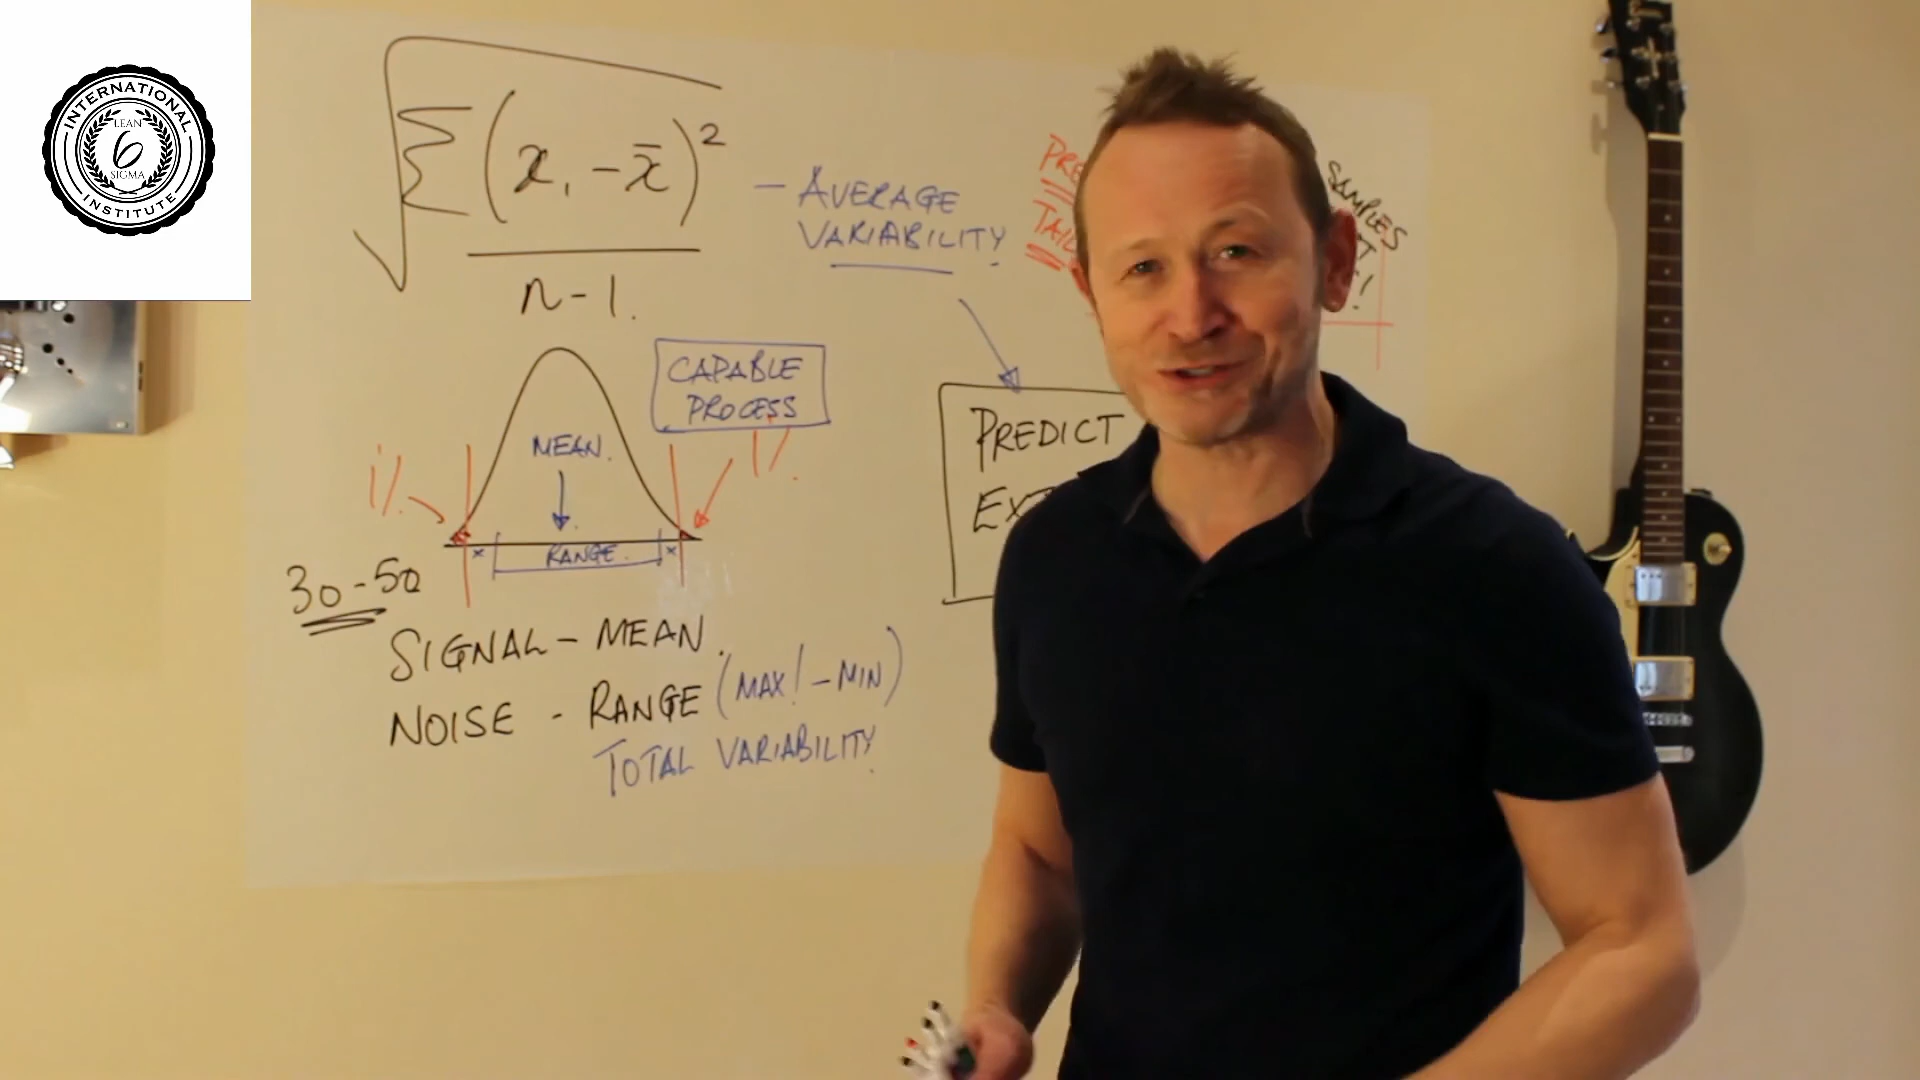 INTERNATIONAL
LEAN
6
SIGMA
INSTITUTE
√Σ(x, - x̄)²
n-1.
- AVERAGE
VARIABILITY.
SAMPLES
CAPABLE
PROCESS
MEAN.
1%
1%.
RANGE.
x
x
PREDICT
30-50
SIGNAL - MEAN.
NOISE - RANGE (MAX/-MIN)
TOTAL VARIABILITY.